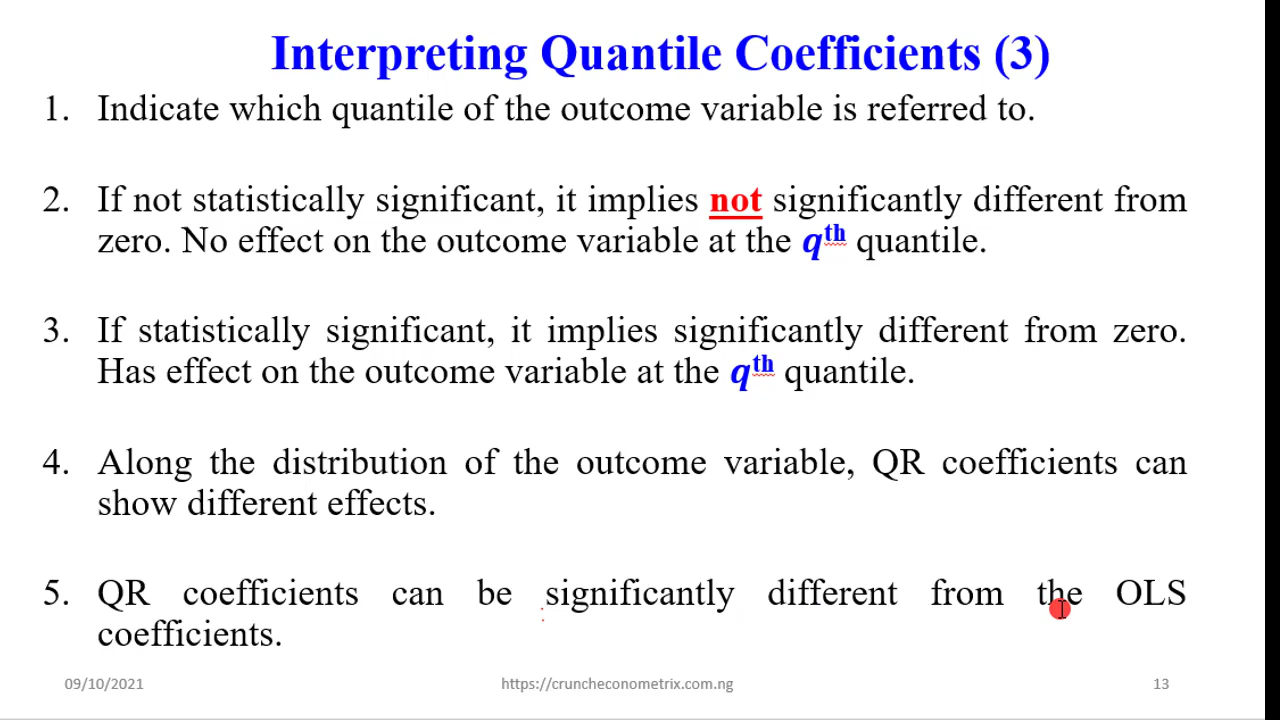 Interpreting Quantile Coefficients (3)
1. Indicate which quantile of the outcome variable is referred to.
2. If not statistically significant, it implies not significantly different from
zero. No effect on the outcome variable at the qth quantile.
3. If statistically significant, it implies significantly different from zero.
Has effect on the outcome variable at the qth quantile.
4. Along the distribution of the outcome variable, QR coefficients can
show different effects.
5. QR coefficients can be significantly different from the OLS
coefficients.
09/10/2021 https://cruncheconometrix.com.ng 13